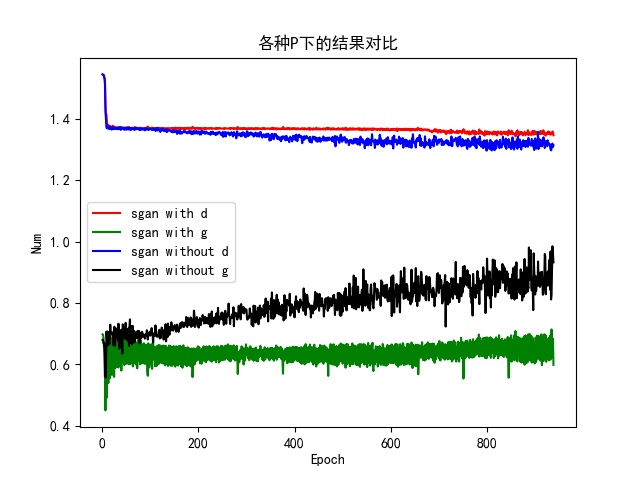 各种P下的结果对比
1.4
1.2
1.0
0.8
0.6
0.4
Num
sgan with d
sgan with g
sgan without d
sgan without g
0
200
400
600
800
Epoch